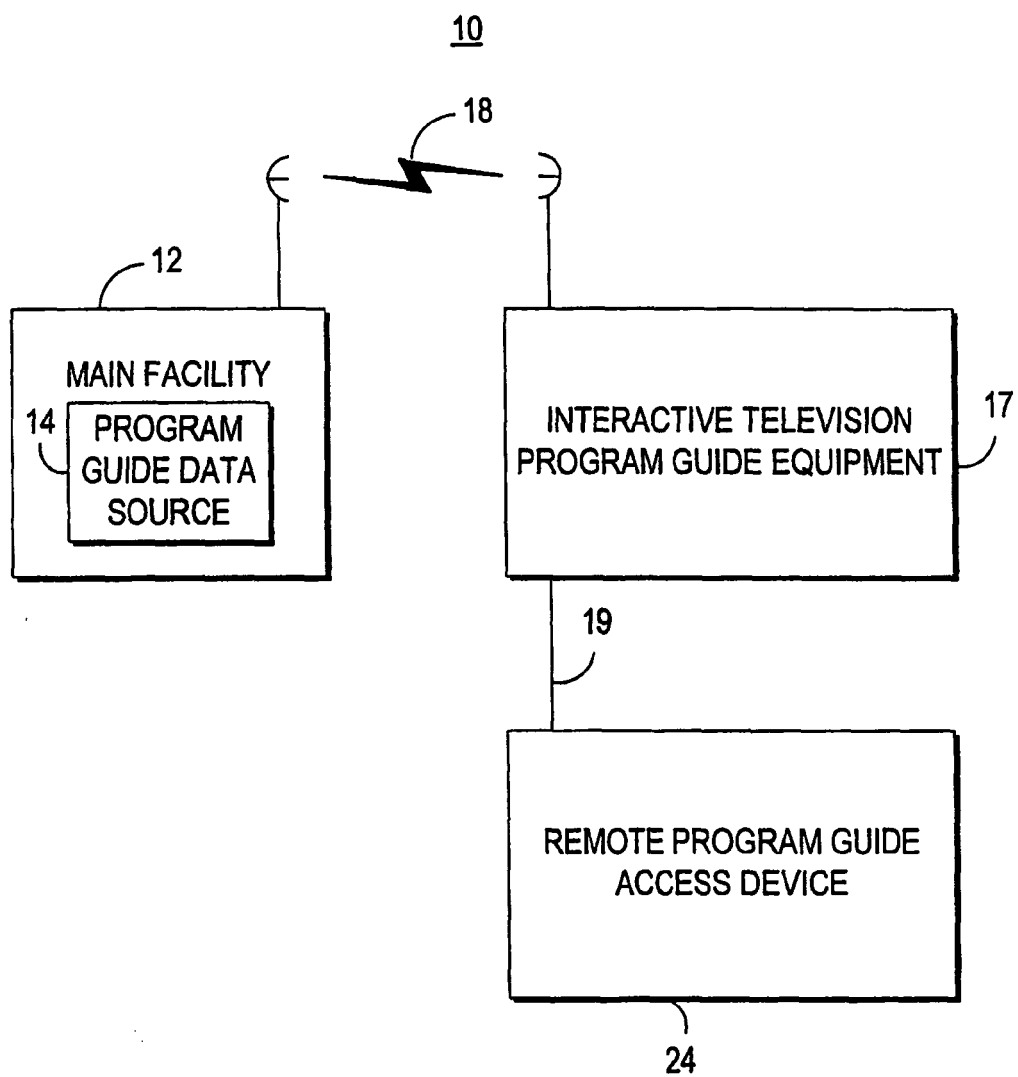 10
18
12
MAIN FACILITY
14
PROGRAM
GUIDE DATA
SOURCE
INTERACTIVE TELEVISION
PROGRAM GUIDE EQUIPMENT
17
19
REMOTE PROGRAM GUIDE
ACCESS DEVICE
24